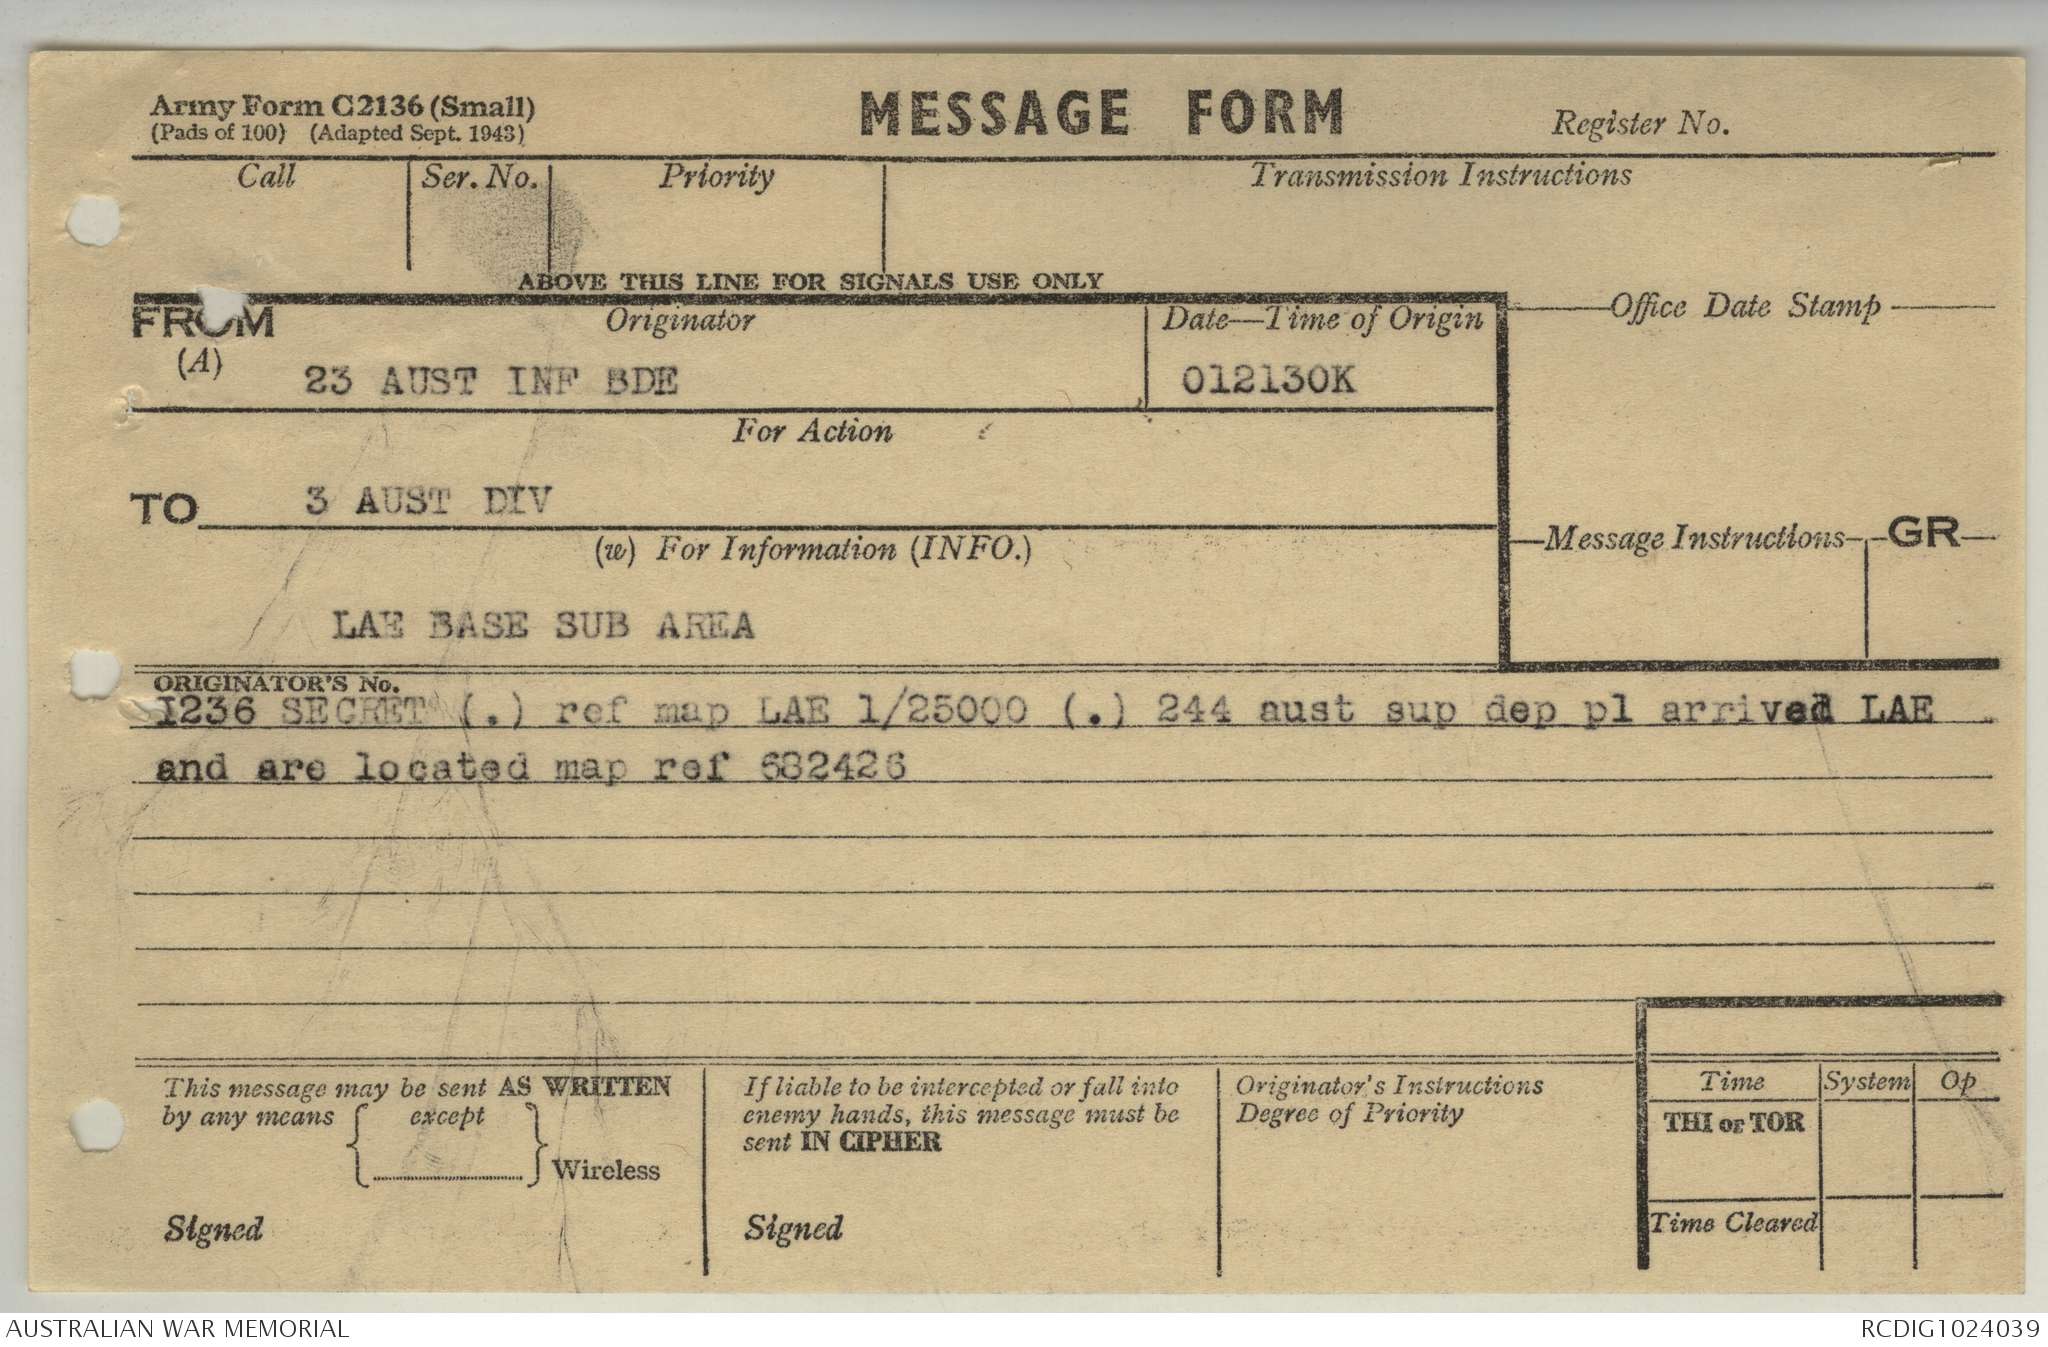 Army Form C2136 (Small)
(Pads of 100) (Adapted Sept. 1943)
MESSAGE FORM
Register No.
Call
Ser. No.
Priority
Transmission Instructions
ABOVE THIS LINE FOR SIGNALS USE ONLY
FROM
(A)
Originator
23 AUST INF BDE
Date—Time of Origin
012130K
Office Date Stamp
For Action
TO
3 AUST DIV
(w) For Information (INFO.)
LAE BASE SUB AREA
Message Instructions
GR
ORIGINATOR'S No.
I236 SECRET (.) ref map LAE 1/25000 (.) 244 aust sup dep pl arrived LAE
and are located map ref 682426
This message may be sent AS WRITTEN
by any means { except
} Wireless
Signed
If liable to be intercepted or fall into
enemy hands, this message must be
sent IN CIPHER
Signed
Originator's Instructions
Degree of Priority
Time
System
Op
THI or TOR
Time Cleared
AUSTRALIAN WAR MEMORIAL
RCDIG1024039